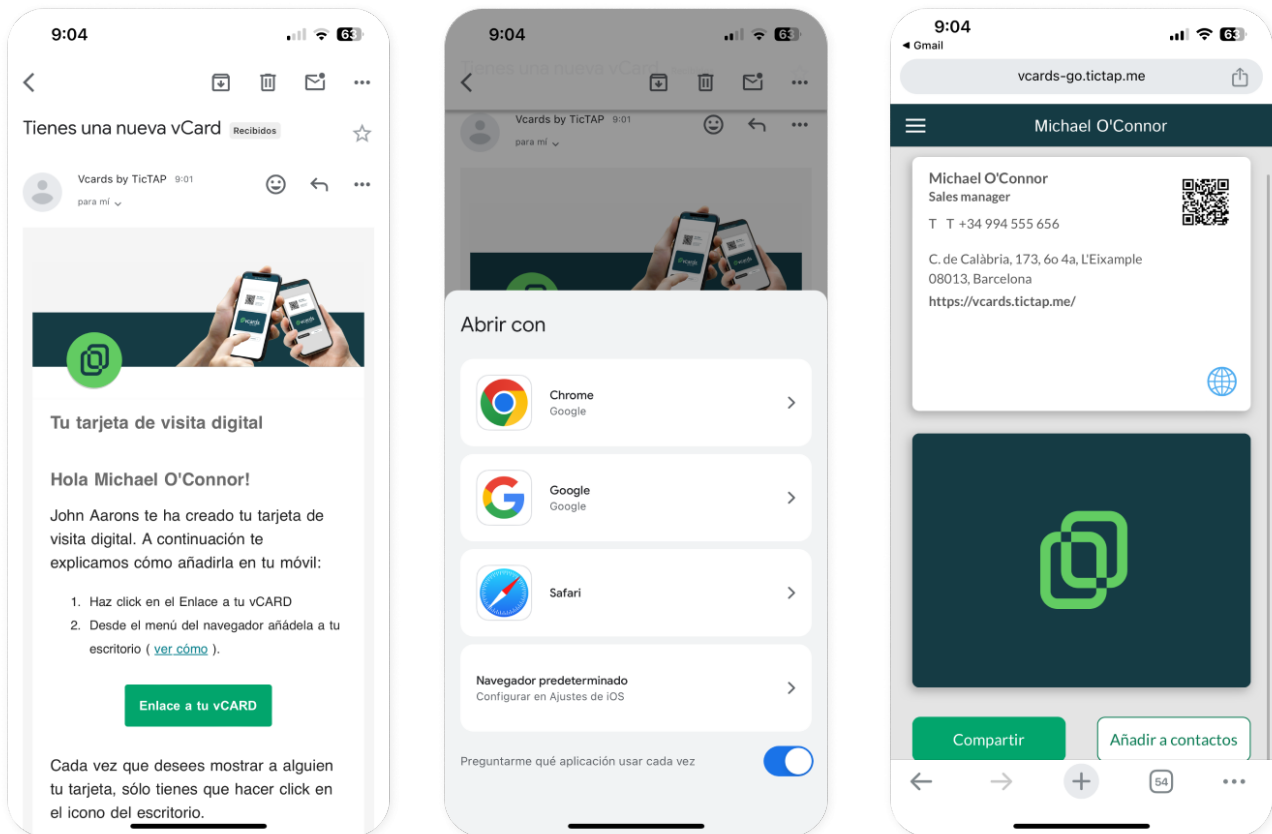 9:04
63
Tienes una nueva vCard Recibidos
Vcards by TicTAP 9:01
para mí
Tu tarjeta de visita digital
Hola Michael O'Connor!
John Aarons te ha creado tu tarjeta de
visita digital. A continuación te
explicamos cómo añadirla en tu móvil:
1. Haz click en el Enlace a tu vCARD
2. Desde el menú del navegador añádela a tu
escritorio ( ver cómo ).
Enlace a tu vCARD
Cada vez que desees mostrar a alguien
tu tarjeta, sólo tienes que hacer click en
el icono del escritorio.
9:04
63
Tienes una nueva vCard
Vcards by TicTAP 9:01
para mí
Abrir con
Chrome
Google
Google
Google
Safari
Navegador predeterminado
Configurar en Ajustes de iOS
Preguntarme qué aplicación usar cada vez
9:04
63
Gmail
vcards-go.tictap.me
Michael O'Connor
Michael O'Connor
Sales manager
T T +34 994 555 656
C. de Calàbria, 173, 6o 4a, L'Eixample
08013, Barcelona
https://vcards.tictap.me/
Compartir
Añadir a contactos
54